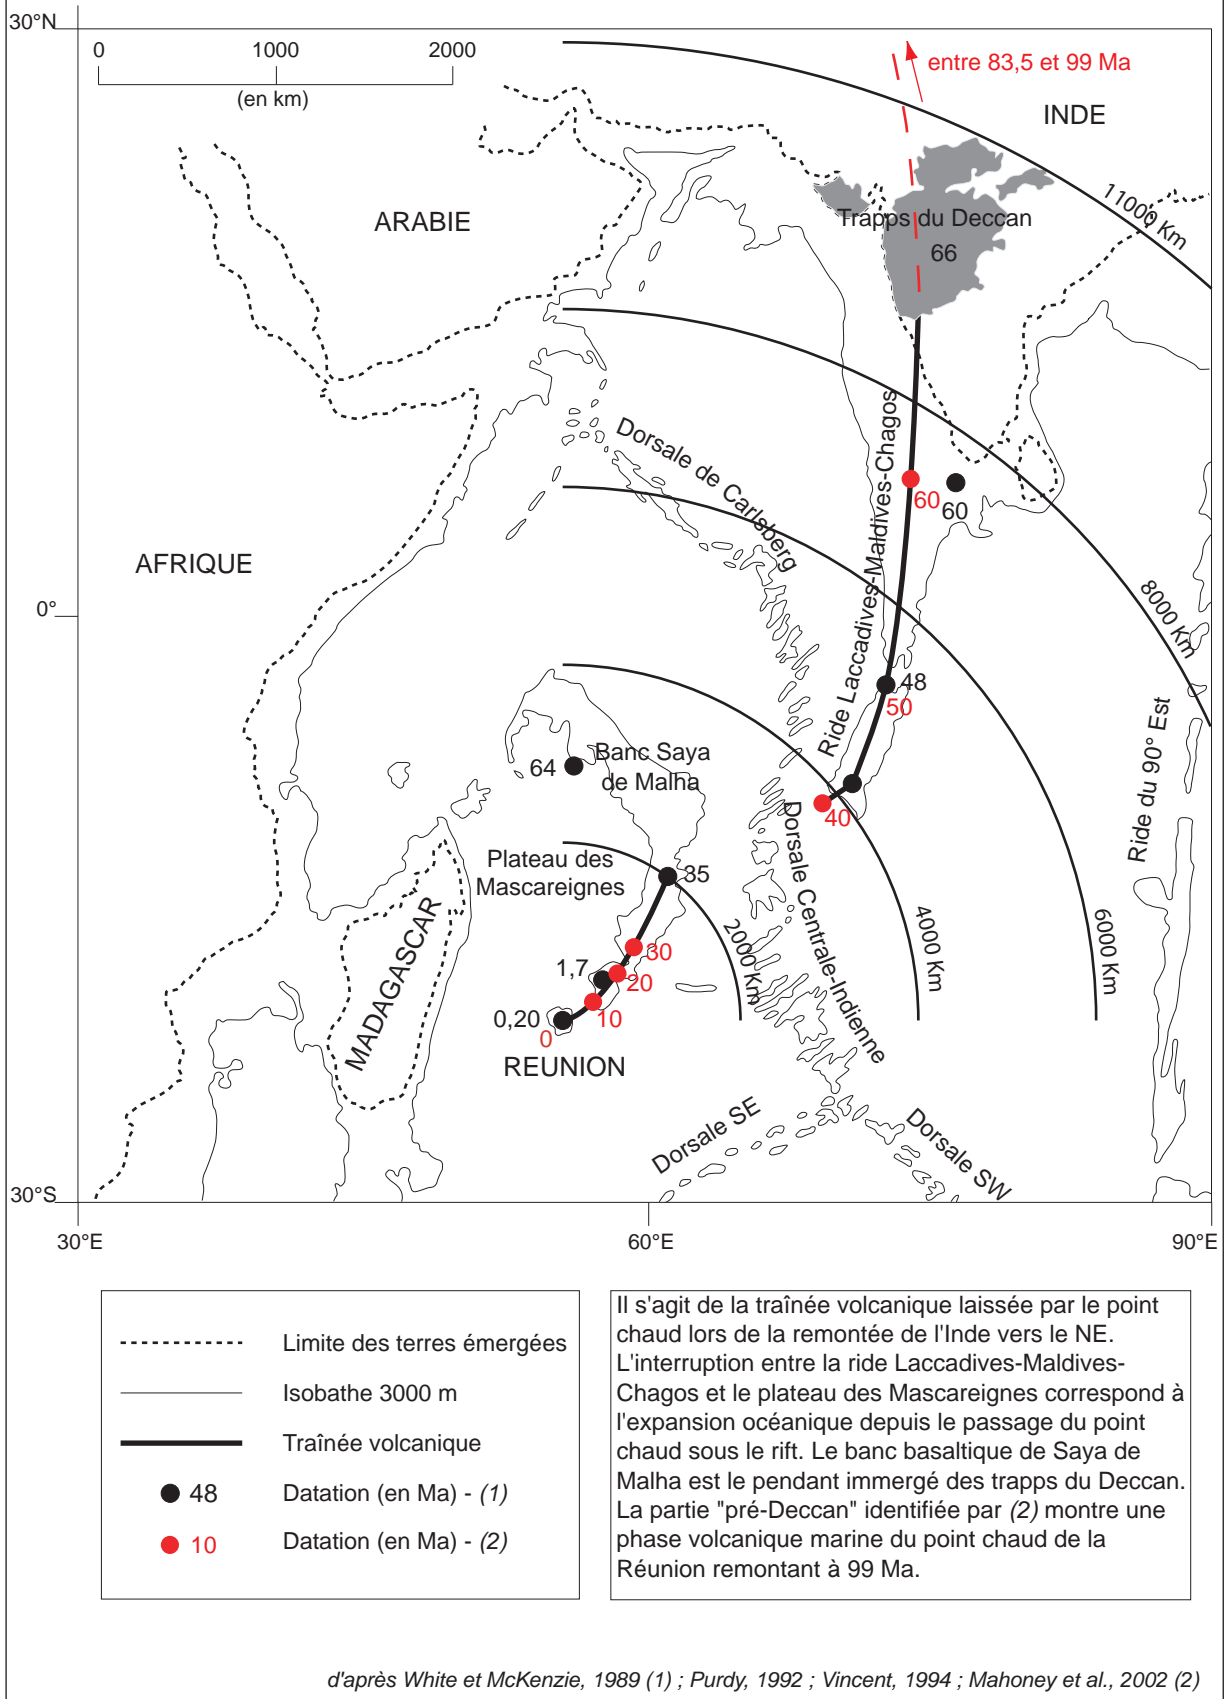 30°N
0
1000
2000
(en km)
entre 83,5 et 99 Ma
INDE
11000 Km
ARABIE
Trapps du Deccan
66
Dorsale de Carlsberg
Ride Laccadives-Maldives-Chagos
60
60
AFRIQUE
0°
8000 Km
48
50
Ride du 90° Est
Banc Saya
de Malha
64
40
Dorsale Centrale-Indienne
Plateau des
Mascareignes
35
MADAGASCAR
2000 Km
4000 Km
6000 Km
30
1,7
20
10
0,20
0
REUNION
Dorsale SE
Dorsale SW
30°S
30°E
60°E
90°E
Limite des terres émergées
Isobathe 3000 m
Traînée volcanique
48
Datation (en Ma) - (1)
10
Datation (en Ma) - (2)
Il s'agit de la traînée volcanique laissée par le point
chaud lors de la remontée de l'Inde vers le NE.
L'interruption entre la ride Laccadives-Maldives-
Chagos et le plateau des Mascareignes correspond à
l'expansion océanique depuis le passage du point
chaud sous le rift. Le banc basaltique de Saya de
Malha est le pendant immergé des trapps du Deccan.
La partie "pré-Deccan" identifiée par (2) montre une
phase volcanique marine du point chaud de la
Réunion remontant à 99 Ma.
d'après White et McKenzie, 1989 (1) ; Purdy, 1992 ; Vincent, 1994 ; Mahoney et al., 2002 (2)